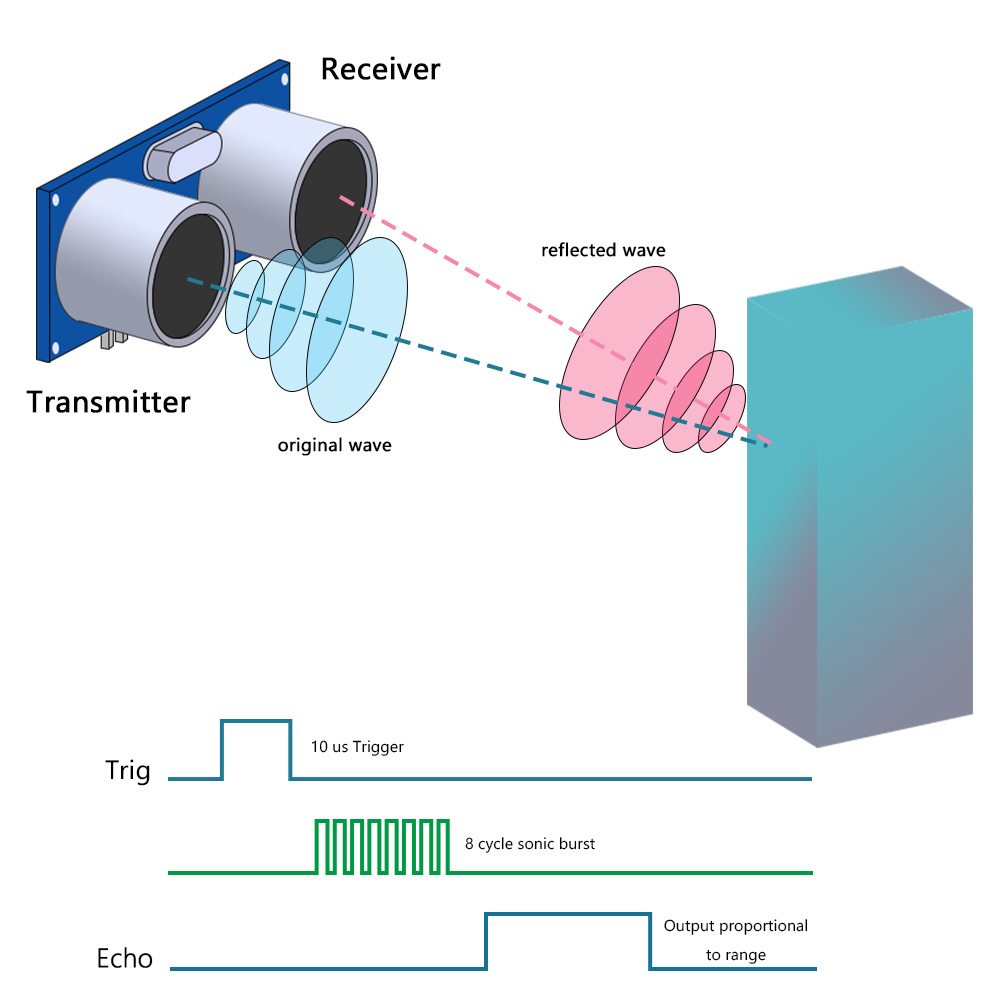 Receiver
reflected wave
Transmitter
original wave
10 us Trigger
Trig
8 cycle sonic burst
Output proportional
to range
Echo